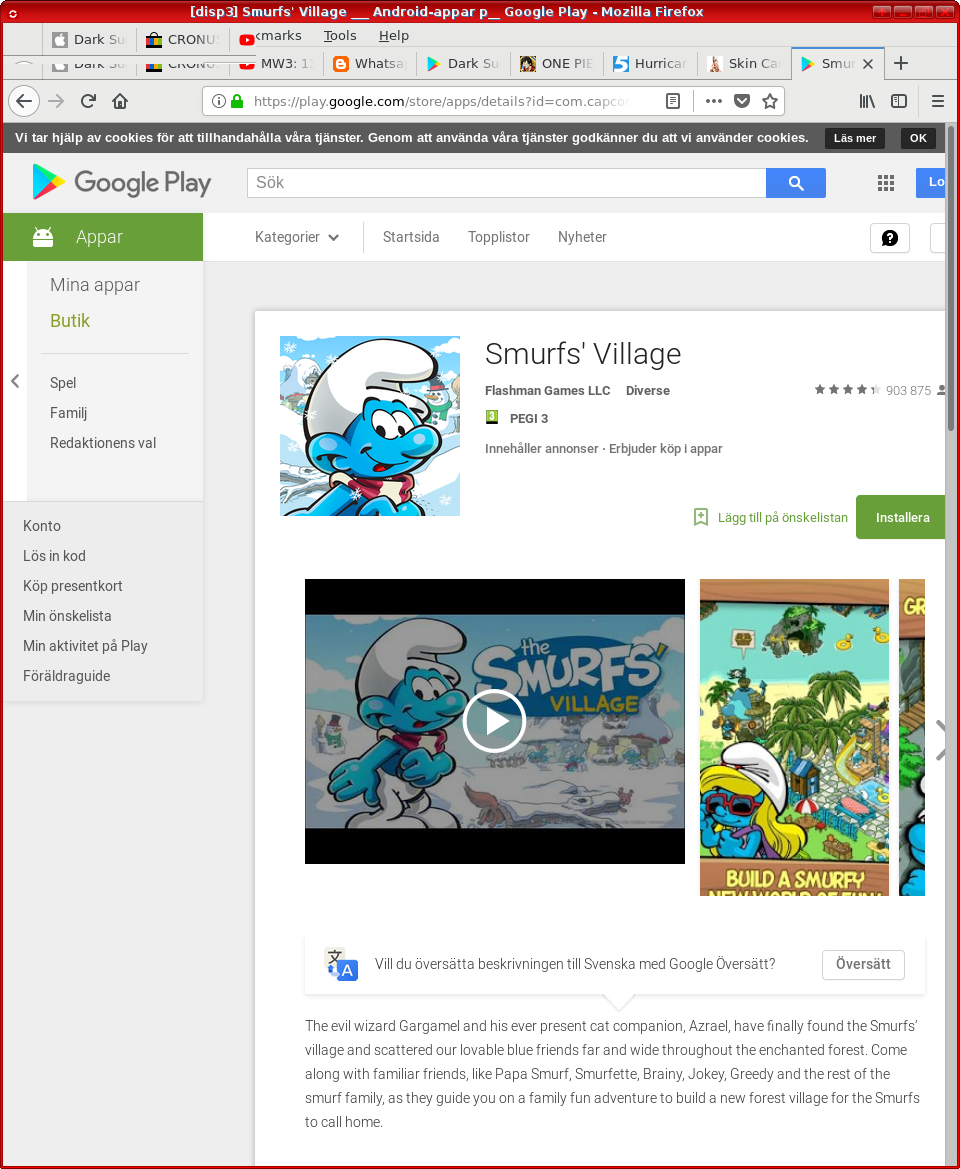 [disp3] Smurfs' Village __ Android-appar p_ Google Play - Mozilla Firefox
Dark Su
CRONUS
kmarks
Tools
Help
Dark Su
CRONUS
MW3: 1
Whatsap
Dark Su
ONE PIE
Hurrican
Skin Car
Smur
https://play.google.com/store/apps/details?id=com.capcor
Vi tar hjälp av cookies för att tillhandahålla våra tjänster. Genom att använda våra tjänster godkänner du att vi använder cookies.
Läs mer
OK
Google Play
Sök
Lo
Appar
Kategorier
Startsida
Topplistor
Nyheter
Mina appar
Butik
Spel
Familj
Redaktionens val
Konto
Lös in kod
Köp presentkort
Min önskelista
Min aktivitet på Play
Föräldraguide
Smurfs' Village
Flashman Games LLC Diverse
903 875
3 PEGI 3
Innehåller annonser · Erbjuder köp i appar
Lägg till på önskelistan
Installera
the SMURFS' VILLAGE
BUILD A SMURFY
NEW WORLD OF FUN!
GR
Vill du översätta beskrivningen till Svenska med Google Översätt?
Översätt
The evil wizard Gargamel and his ever present cat companion, Azrael, have finally found the Smurfs’
village and scattered our lovable blue friends far and wide throughout the enchanted forest. Come
along with familiar friends, like Papa Smurf, Smurfette, Brainy, Jokey, Greedy and the rest of the
smurf family, as they guide you on a family fun adventure to build a new forest village for the Smurfs
to call home.